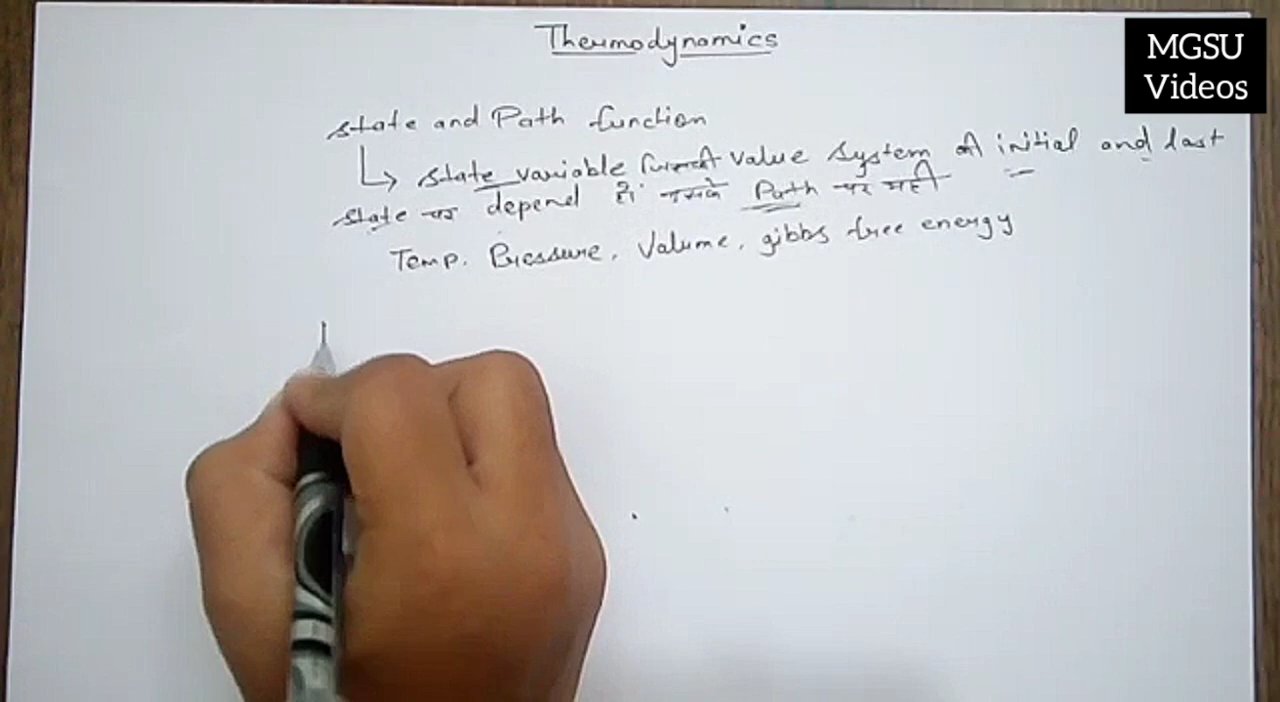 Thermodynamics
MGSU
Videos
State and Path function
↳ State variable जिसकी value system की initial and last
state पर depend हो उसके Path पर नहीं
Temp. Pressure, Volume, gibbs free energy